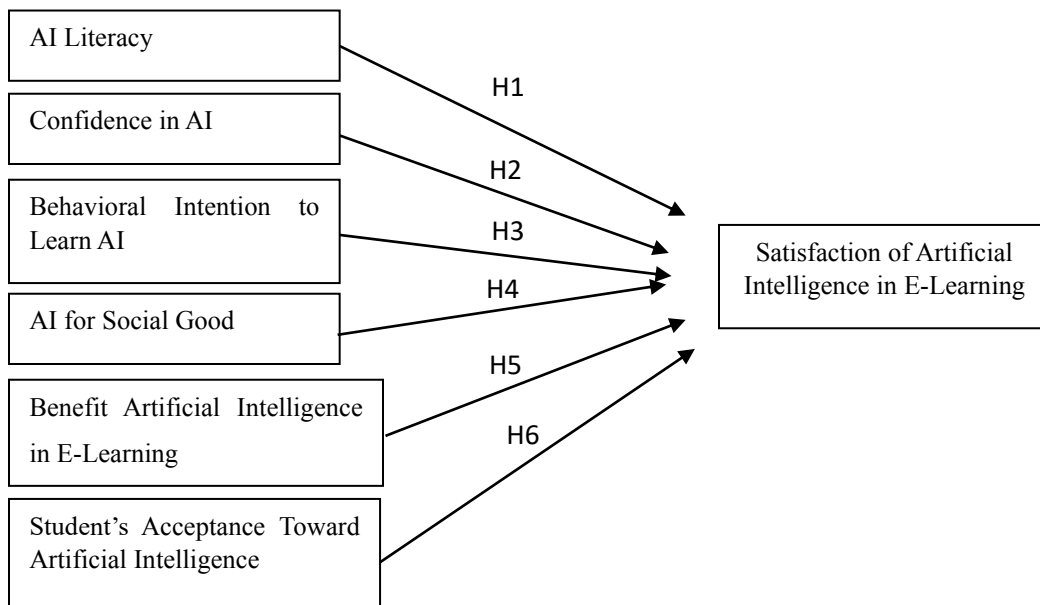 AI Literacy
H1
Confidence in AI
H2
Behavioral Intention to
Learn AI
H3
Satisfaction of Artificial
Intelligence in E-Learning
H4
AI for Social Good
H5
Benefit Artificial Intelligence
in E-Learning
H6
Student’s Acceptance Toward
Artificial Intelligence